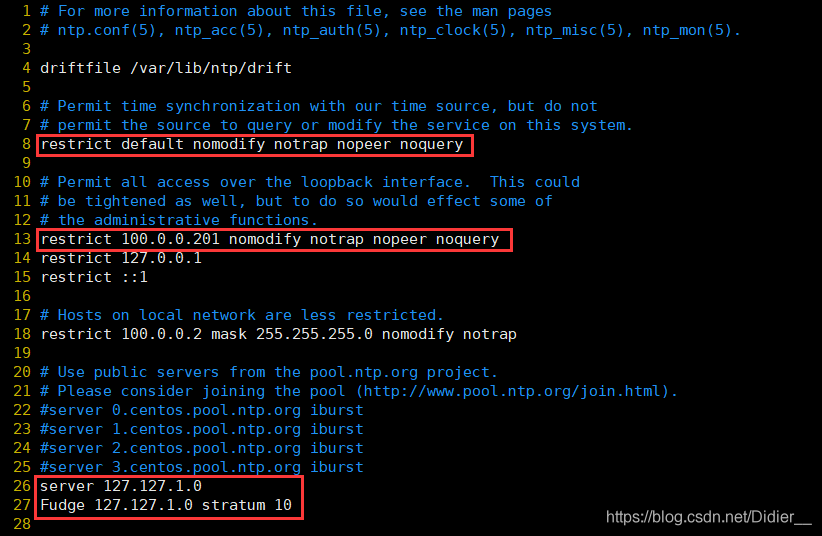 1 # For more information about this file, see the man pages
2 # ntp.conf(5), ntp_acc(5), ntp_auth(5), ntp_clock(5), ntp_misc(5), ntp_mon(5).
3
4 driftfile /var/lib/ntp/drift
5
6 # Permit time synchronization with our time source, but do not
7 # permit the source to query or modify the service on this system.
8 restrict default nomodify notrap nopeer noquery
9
10 # Permit all access over the loopback interface.  This could
11 # be tightened as well, but to do so would effect some of
12 # the administrative functions.
13 restrict 100.0.0.201 nomodify notrap nopeer noquery
14 restrict 127.0.0.1
15 restrict ::1
16
17 # Hosts on local network are less restricted.
18 restrict 100.0.0.2 mask 255.255.255.0 nomodify notrap
19
20 # Use public servers from the pool.ntp.org project.
21 # Please consider joining the pool (http://www.pool.ntp.org/join.html).
22 #server 0.centos.pool.ntp.org iburst
23 #server 1.centos.pool.ntp.org iburst
24 #server 2.centos.pool.ntp.org iburst
25 #server 3.centos.pool.ntp.org iburst
26 server 127.127.1.0
27 Fudge 127.127.1.0 stratum 10
28
https://blog.csdn.net/Didier__